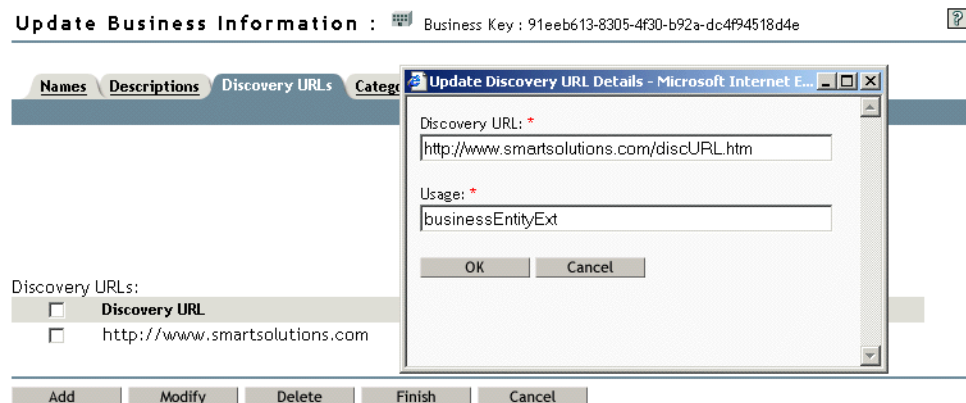 Update Business Information : Business Key : 91eeb613-8305-4f30-b92a-dc4f94518d4e
Names Descriptions Discovery URLs Catego
Update Discovery URL Details - Microsoft Internet E...
Discovery URL: *
http://www.smartsolutions.com/discURL.htm
Usage: *
businessEntityExt
OK Cancel
Discovery URLs:
Discovery URL
http://www.smartsolutions.com
Add Modify Delete Finish Cancel